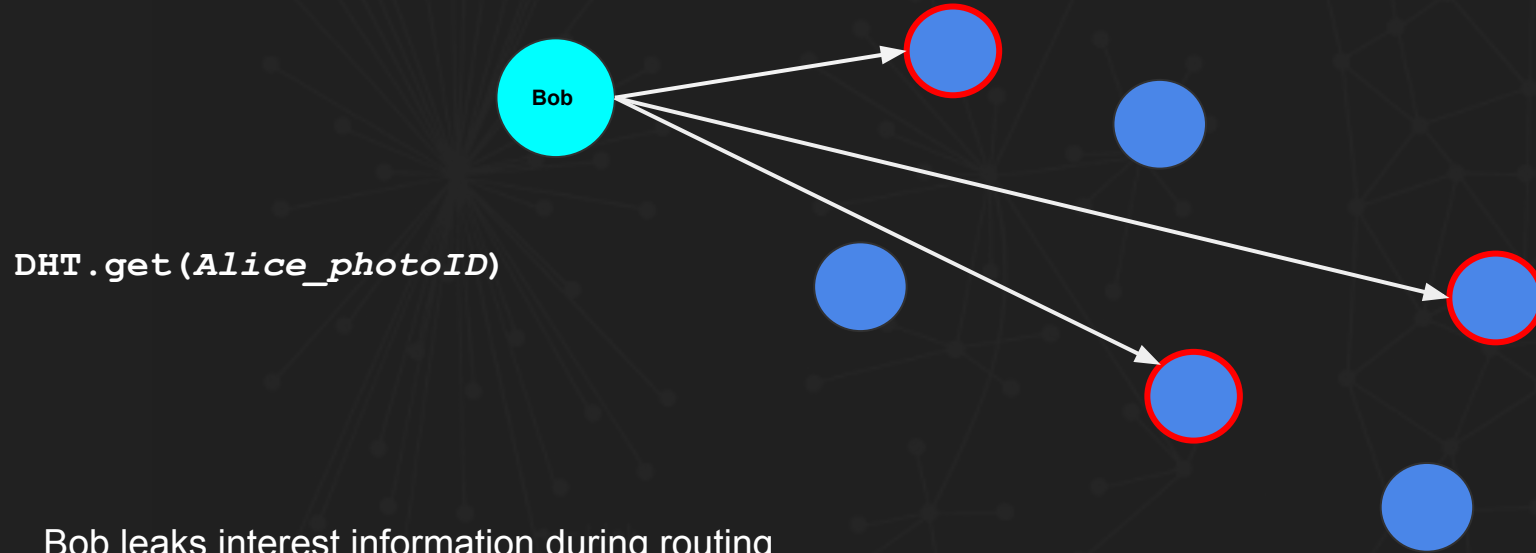 Bob
DHT.get(Alice_photoID)
Bob leaks interest information during routing